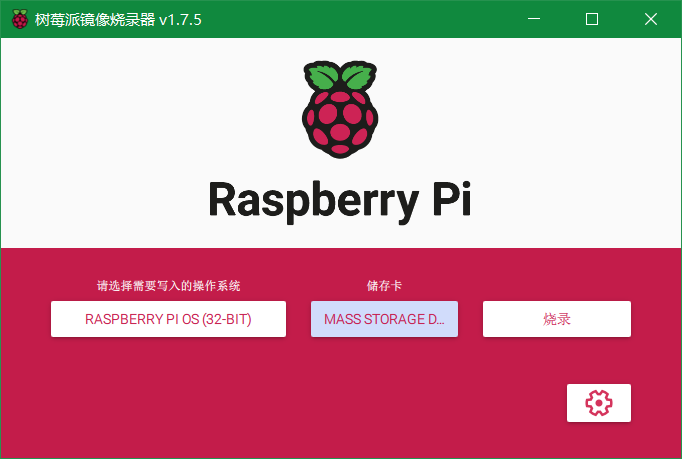 树莓派镜像烧录器 v1.7.5
Raspberry Pi
请选择需要写入的操作系统
储存卡
RASPBERRY PI OS (32-BIT)
MASS STORAGE D...
烧录